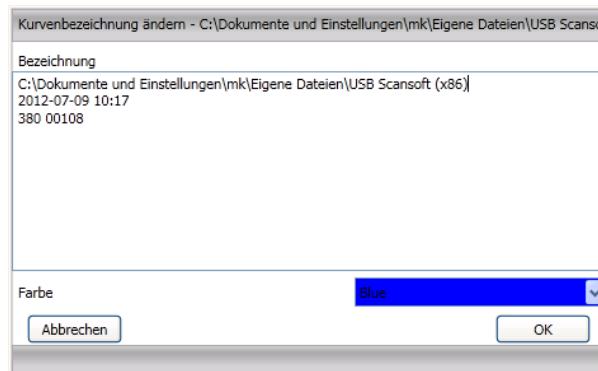 Kurvenbezeichnung ändern - C:\Dokumente und Einstellungen\mk\Eigene Dateien\USB Scanso
Bezeichnung
C:\Dokumente und Einstellungen\mk\Eigene Dateien\USB Scansoft (x86)
2012-07-09 10:17
380 00108
Farbe
Blue
Abbrechen
OK